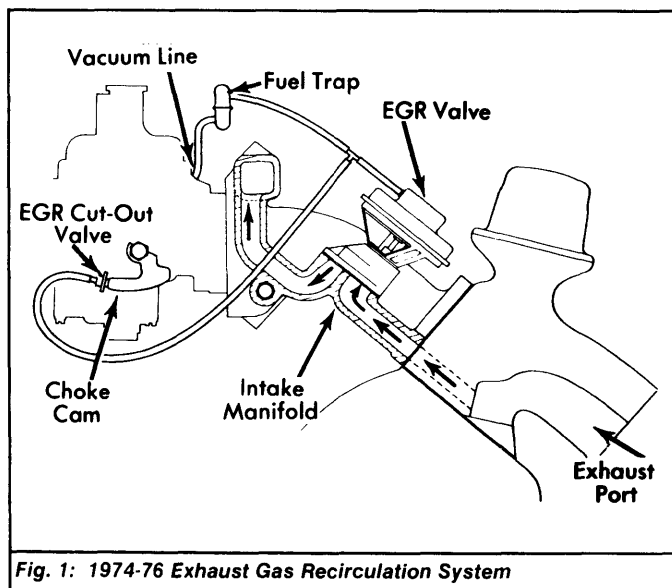 Vacuum Line
Fuel Trap
EGR Valve
EGR Cut-Out
Valve
Choke
Cam
Intake
Manifold
Exhaust
Port
Fig. 1: 1974-76 Exhaust Gas Recirculation System